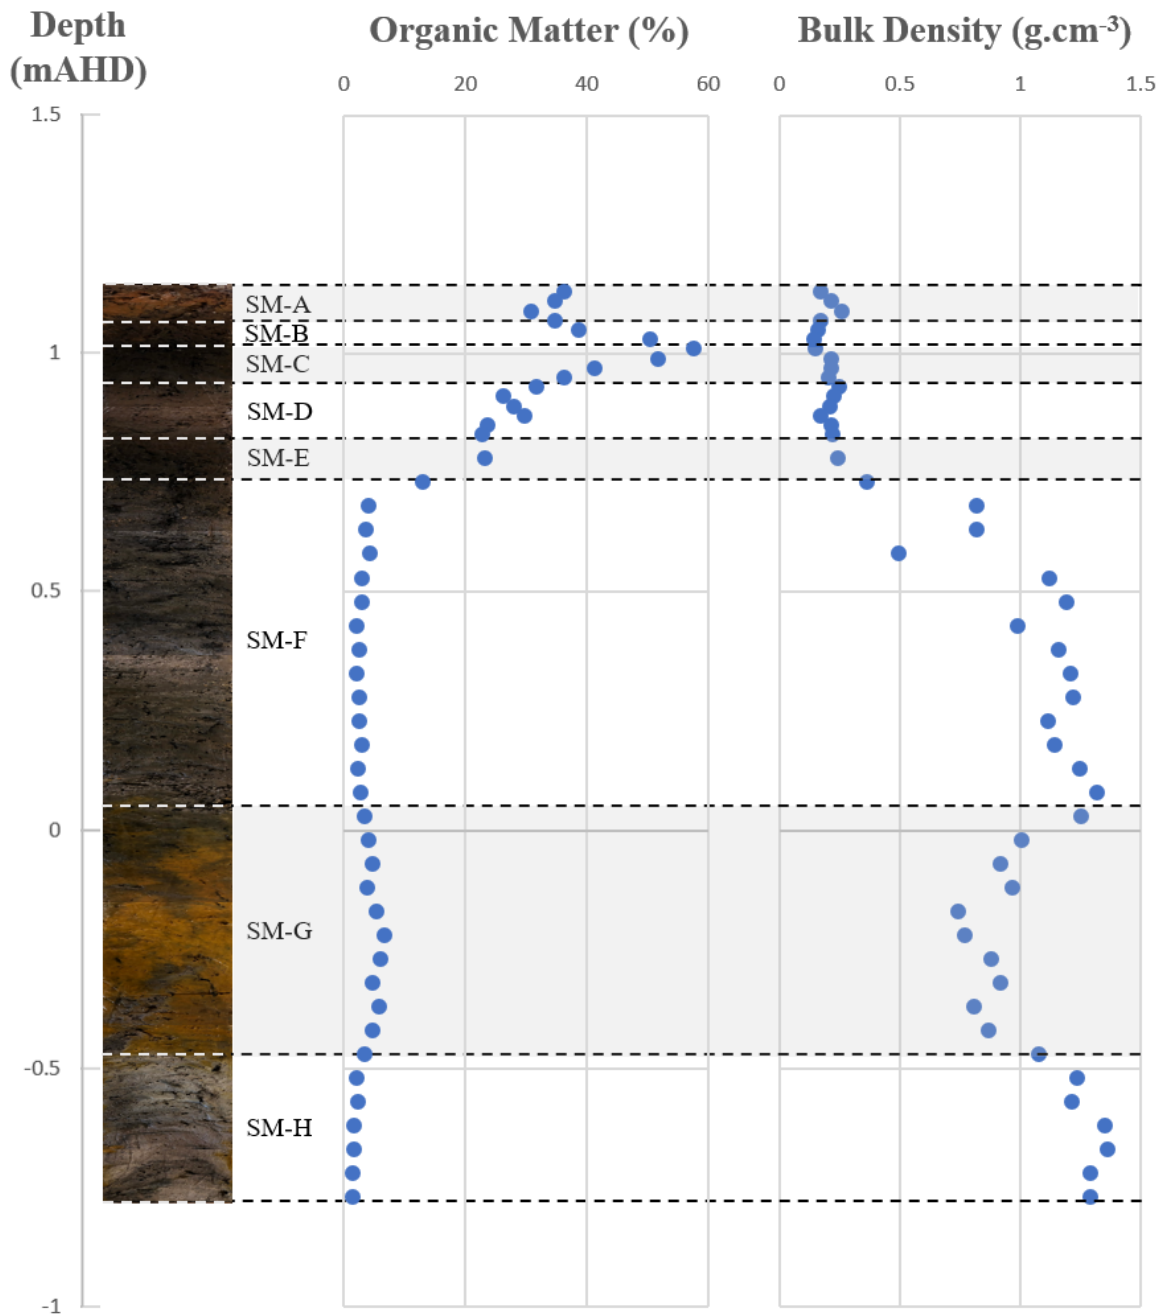 Depth
(mAHD)
Organic Matter (%)
Bulk Density (g.cm-3)
0 20 40 60
0 0.5 1 1.5
1.5
SM-A
SM-B
1
SM-C
SM-D
SM-E
0.5
SM-F
0
SM-G
-0.5
SM-H
-1